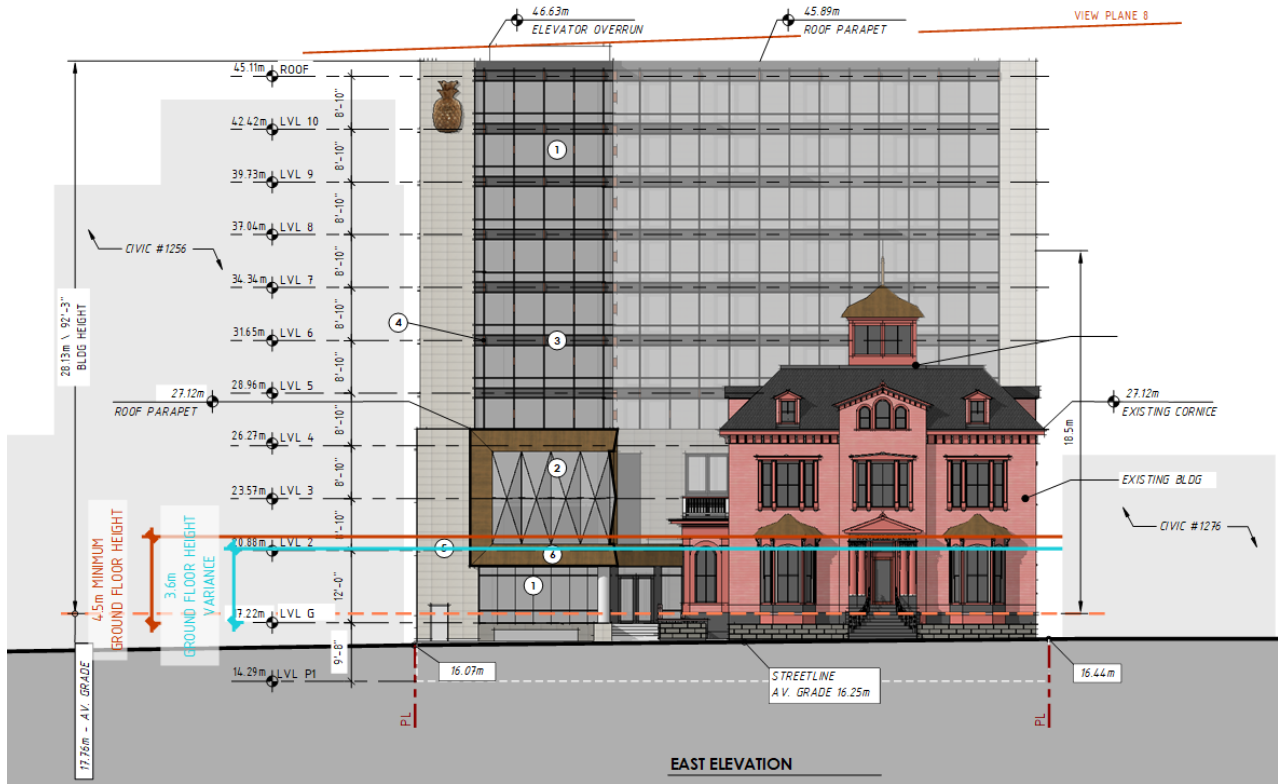 46.63m
ELEVATOR OVERRUN
45.89m
ROOF PARAPET
VIEW PLANE 8
45.11m ROOF
8'-10"
42.42m LVL 10
8'-10"
39.73m LVL 9
8'-10"
37.04m LVL 8
8'-10"
34.34m LVL 7
8'-10"
31.65m LVL 6
8'-10"
28.96m LVL 5
8'-10"
26.27m LVL 4
8'-10"
23.57m LVL 3
8'-10"
20.88m LVL 2
12'-0"
17.22m LVL G
9'-8"
14.29m LVL P1
CIVIC #1256
28.13m \ 92'-3"
BLDG HEIGHT
27.12m
ROOF PARAPET
4.5m MINIMUM
GROUND FLOOR HEIGHT
3.6m
GROUND FLOOR HEIGHT
VARIANCE
17.76m - AV. GRADE
1
4
3
2
5
6
1
27.12m
EXISTING CORNICE
18.5m
EXISTING BLDG
CIVIC #1276
16.07m
STREETLINE
AV. GRADE 16.25m
16.44m
PL
PL
EAST ELEVATION